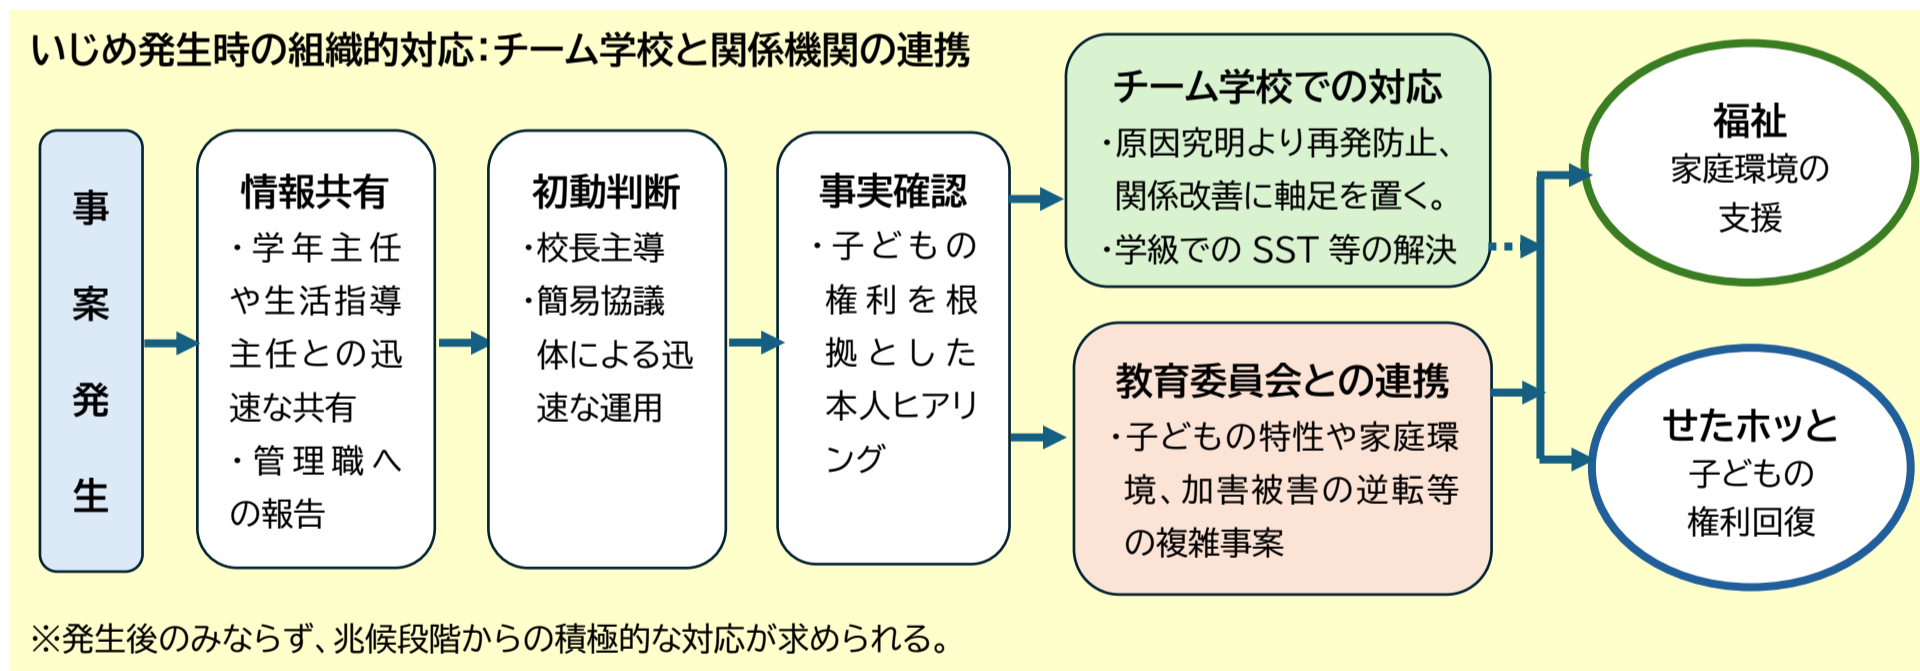 いじめ発生時の組織的対応：チーム学校と関係機関の連携
事
案
発
生
情報共有
・学年主任
や生活指導
主任との迅
速な共有
・管理職へ
の報告
初動判断
・校長主導
・簡易協議
体による迅
速な運用
事実確認
・子どもの
権利を根
拠とした
本人ヒアリ
ング
チーム学校での対応
・原因究明より再発防止、
関係改善に軸足を置く。
・学級での SST 等の解決
教育委員会との連携
・子どもの特性や家庭環
境、加害被害の逆転等
の複雑事案
福祉
家庭環境の
支援
せたホッと
子どもの
権利回復
※発生後のみならず、兆候段階からの積極的な対応が求められる。